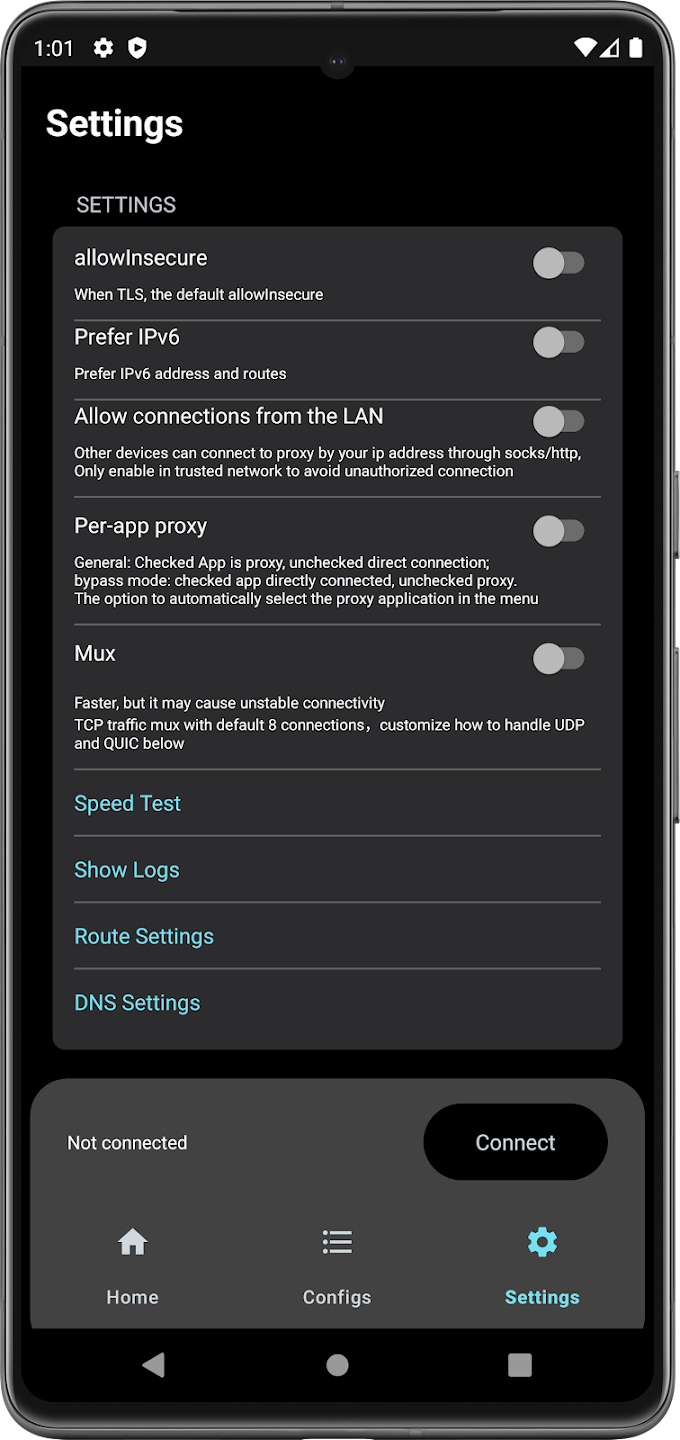 1:01
Settings
SETTINGS
allowInsecure
When TLS, the default allowInsecure
Prefer IPv6
Prefer IPv6 address and routes
Allow connections from the LAN
Other devices can connect to proxy by your ip address through socks/http,
Only enable in trusted network to avoid unauthorized connection
Per-app proxy
General: Checked App is proxy, unchecked direct connection;
bypass mode: checked app directly connected, unchecked proxy.
The option to automatically select the proxy application in the menu
Mux
Faster, but it may cause unstable connectivity
TCP traffic mux with default 8 connections，customize how to handle UDP
and QUIC below
Speed Test
Show Logs
Route Settings
DNS Settings
Not connected
Connect
Home
Configs
Settings